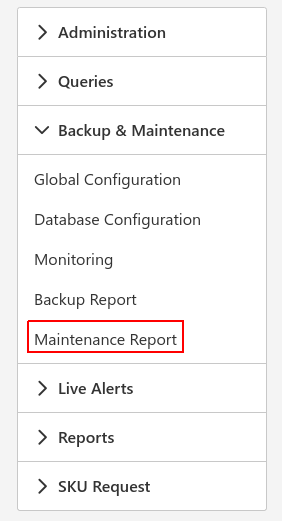 Administration
Queries
Backup & Maintenance
Global Configuration
Database Configuration
Monitoring
Backup Report
Maintenance Report
Live Alerts
Reports
SKU Request